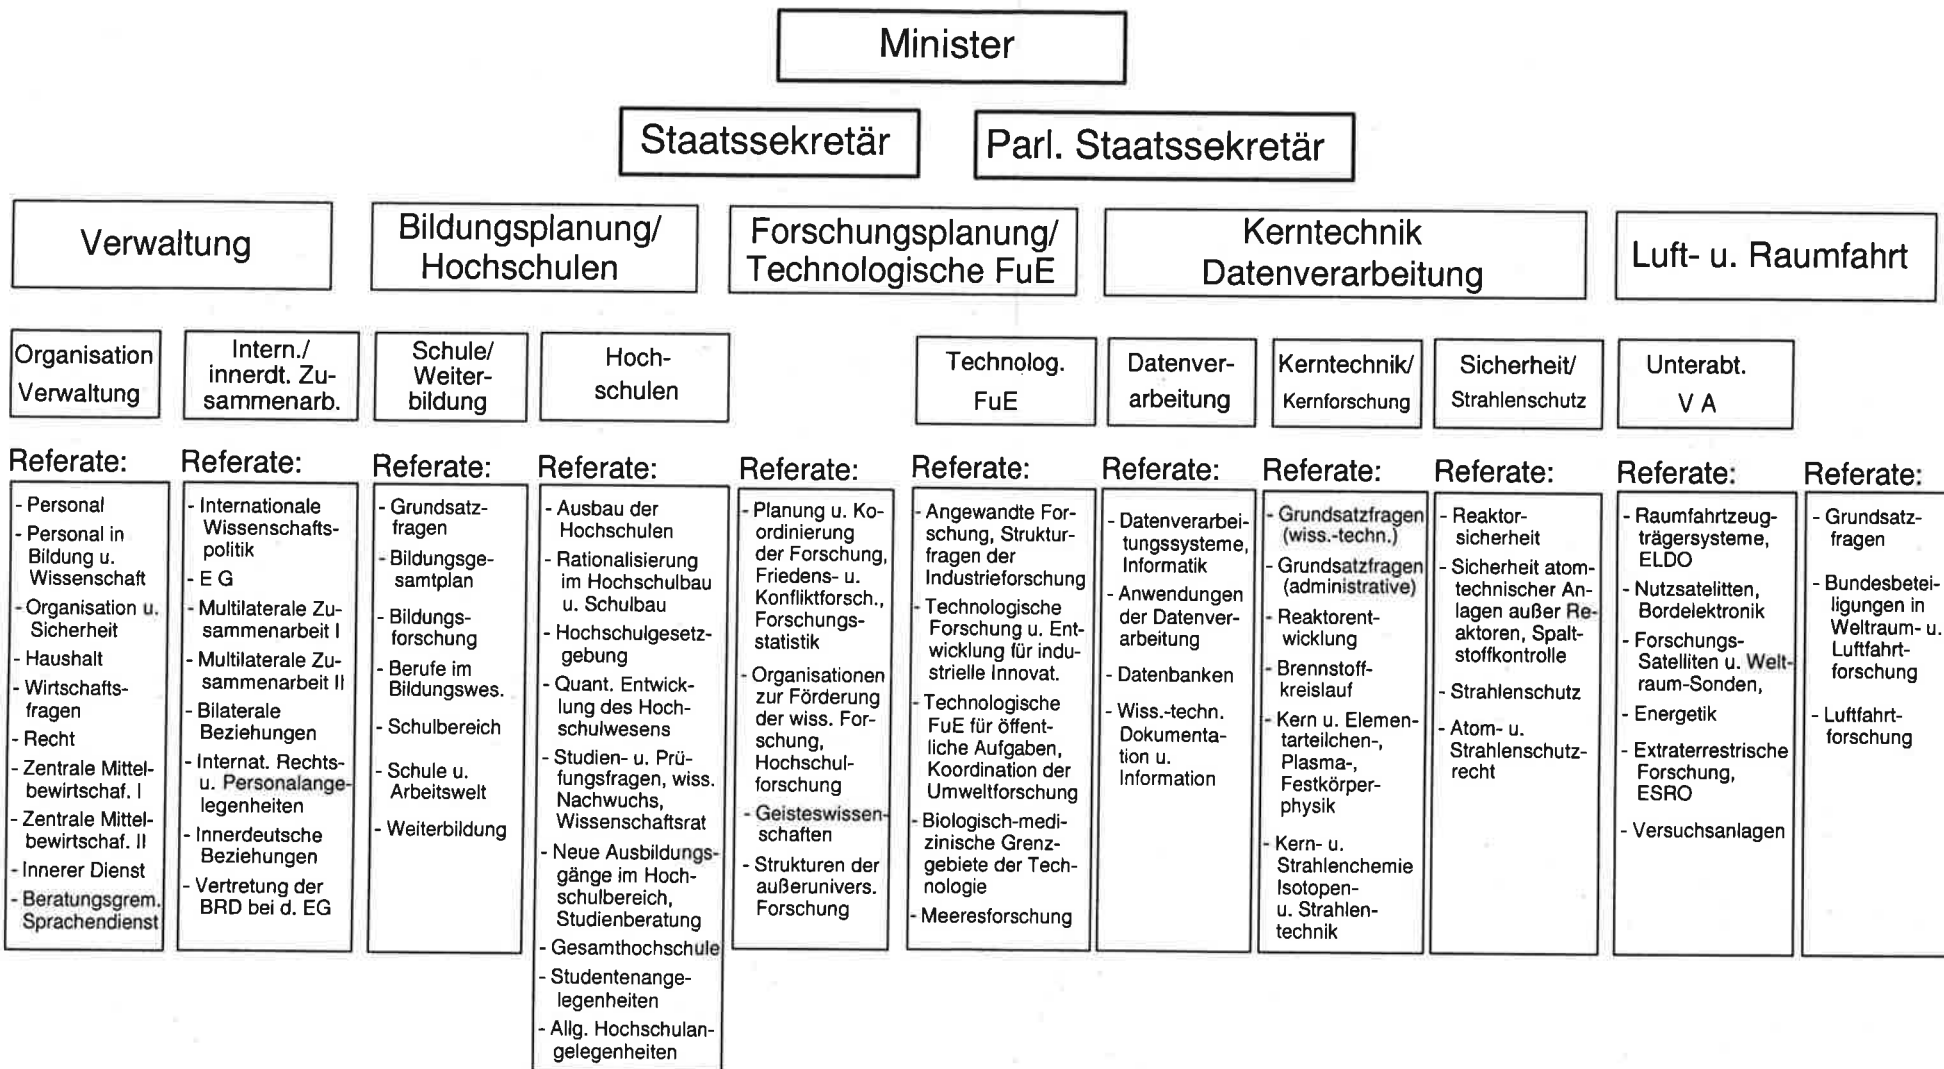 Minister
Staatssekretär
Parl. Staatssekretär
Verwaltung
Bildungsplanung/
Hochschulen
Forschungsplanung/
Technologische FuE
Kerntechnik
Datenverarbeitung
Luft- u. Raumfahrt
Organisation
Verwaltung
Intern./
innerdt. Zu-
sammenarb.
Schule/
Weiter-
bildung
Hoch-
schulen
Technolog.
FuE
Datenver-
arbeitung
Kerntechnik/
Kernforschung
Sicherheit/
Strahlenschutz
Unterabt.
V A
Referate:
- Personal
- Personal in
Bildung u.
Wissenschaft
- Organisation u.
Sicherheit
- Haushalt
- Wirtschafts-
fragen
- Recht
- Zentrale Mittel-
bewirtschaf. I
- Zentrale Mittel-
bewirtschaf. II
- Innerer Dienst
- Beratungsgrem.
Sprachendienst
Referate:
- Internationale
Wissenschafts-
politik
- E G
- Multilaterale Zu-
sammenarbeit I
- Multilaterale Zu-
sammenarbeit II
- Bilaterale
Beziehungen
- Internat. Rechts-
u. Personalange-
legenheiten
- Innerdeutsche
Beziehungen
- Vertretung der
BRD bei d. EG
Referate:
- Grundsatz-
fragen
- Bildungsge-
samtplan
- Bildungs-
forschung
- Berufe im
Bildungswes.
- Schulbereich
- Schule u.
Arbeitswelt
- Weiterbildung
Referate:
- Ausbau der
Hochschulen
- Rationalisierung
im Hochschulbau
u. Schulbau
- Hochschulgesetz-
gebung
- Quant. Entwick-
lung des Hoch-
schulwesens
- Studien- u. Prü-
fungsfragen, wiss.
Nachwuchs,
Wissenschaftsrat
- Neue Ausbildungs-
gänge im Hoch-
schulbereich,
Studienberatung
- Gesamthochschule
- Studentenange-
legenheiten
- Allg. Hochschulan-
gelegenheiten
Referate:
- Planung u. Ko-
ordinierung
der Forschung,
Friedens- u.
Konfliktforsch.,
Forschungs-
statistik
- Organisationen
zur Förderung
der wiss. For-
schung,
Hochschul-
forschung
- Geisteswissen-
schaften
- Strukturen der
außerunivers.
Forschung
Referate:
- Angewandte For-
schung, Struktur-
fragen der
Industrieforschung
- Technologische
Forschung u. Ent-
wicklung für indu-
strielle Innovat.
- Technologische
FuE für öffent-
liche Aufgaben,
Koordination der
Umweltforschung
- Biologisch-medi-
zinische Grenz-
gebiete der Tech-
nologie
- Meeresforschung
Referate:
- Datenverarbei-
tungssysteme,
Informatik
- Anwendungen
der Datenver-
arbeitung
- Datenbanken
- Wiss.-techn.
Dokumenta-
tion u.
Information
Referate:
- Grundsatzfragen
(wiss.-techn.)
- Grundsatzfragen
(administrative)
- Reaktorent-
wicklung
- Brennstoff-
kreislauf
- Kern u. Elemen-
tarteilchen-,
Plasma-,
Festkörper-
physik
- Kern- u.
Strahlenchemie
Isotopen-
u. Strahlen-
technik
Referate:
- Reaktor-
sicherheit
- Sicherheit atom-
technischer An-
lagen außer Re-
aktoren, Spalt-
stoffkontrolle
- Strahlenschutz
- Atom- u.
Strahlenschutz-
recht
Referate:
- Raumfahrtzeug-
trägersysteme,
ELDO
- Nutzsatelitten,
Bordelektronik
- Forschungs-
Satelliten u. Welt-
raum-Sonden,
- Energetik
- Extraterrestrische
Forschung,
ESRO
- Versuchsanlagen
Referate:
- Grundsatz-
fragen
- Bundesbetei-
ligungen in
Weltraum- u.
Luftfahrt-
forschung
- Luftfahrt-
forschung